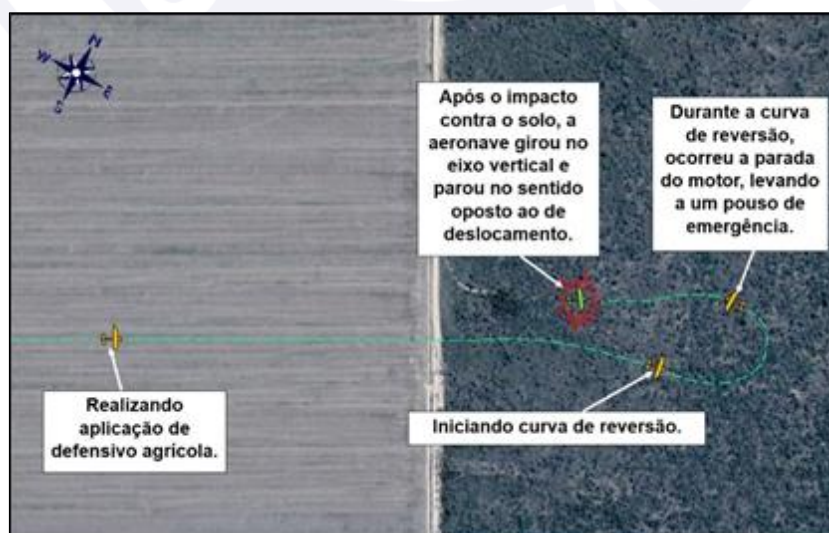 N
W
E
S
Após o impacto
contra o solo, a
aeronave girou no
eixo vertical e
parou no sentido
oposto ao de
deslocamento.
Durante a curva
de reversão,
ocorreu a parada
do motor, levando
a um pouso de
emergência.
Realizando
aplicação de
defensivo agrícola.
Iniciando curva de reversão.